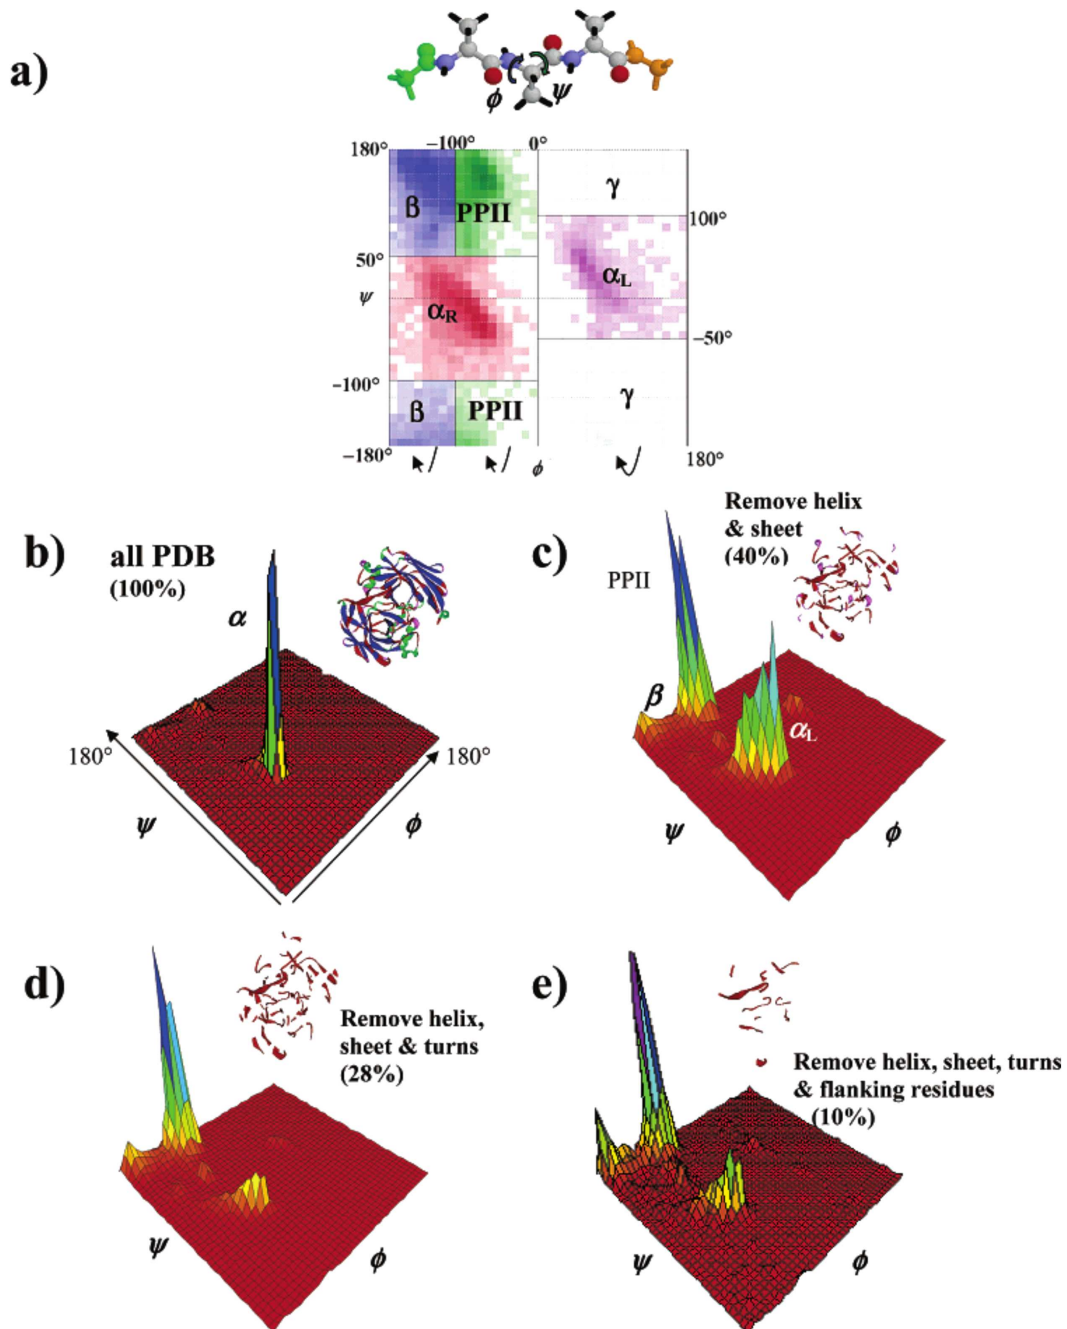 a)
ϕ ψ
180° −100° 0°
β PPII γ
100°
50°
ψ αR αL
−50°
−100°
β PPII γ
−180° ϕ 180°
b)
all PDB
(100%)
α
180° 180°
ψ ϕ
c)
Remove helix
& sheet
(40%)
PPII
β
αL
ψ ϕ
d)
Remove helix,
sheet & turns
(28%)
ψ ϕ
e)
Remove helix, sheet, turns
& flanking residues
(10%)
ψ ϕ